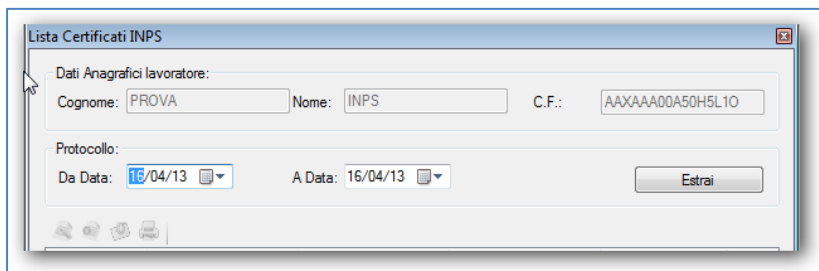 Lista Certificati INPS
Dati Anagrafici lavoratore:
Cognome: PROVA Nome: INPS C.F.: AAXAAA00A50H5L1O
Protocollo:
Da Data: 16/04/13 A Data: 16/04/13 Estrai